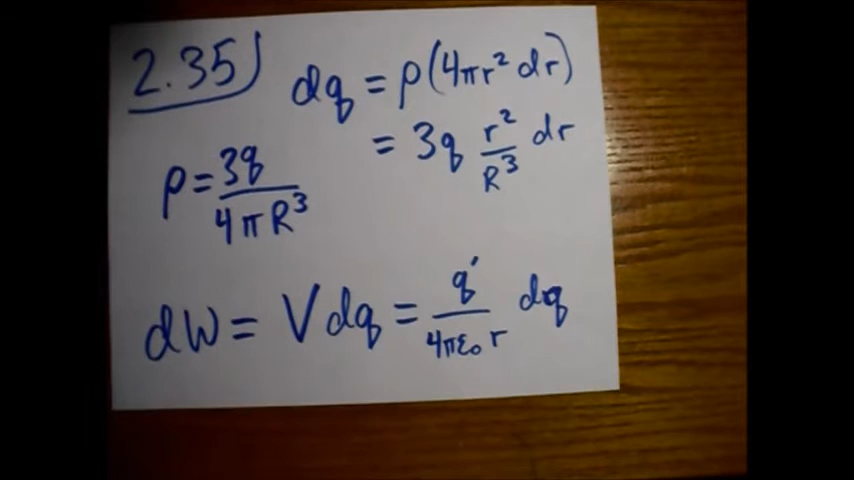 2.35)
dq = ρ(4πr² dr)
= 3q r²/R³ dr
ρ = 3q/4πR³
dW = Vdq = q'/4πε₀r dq